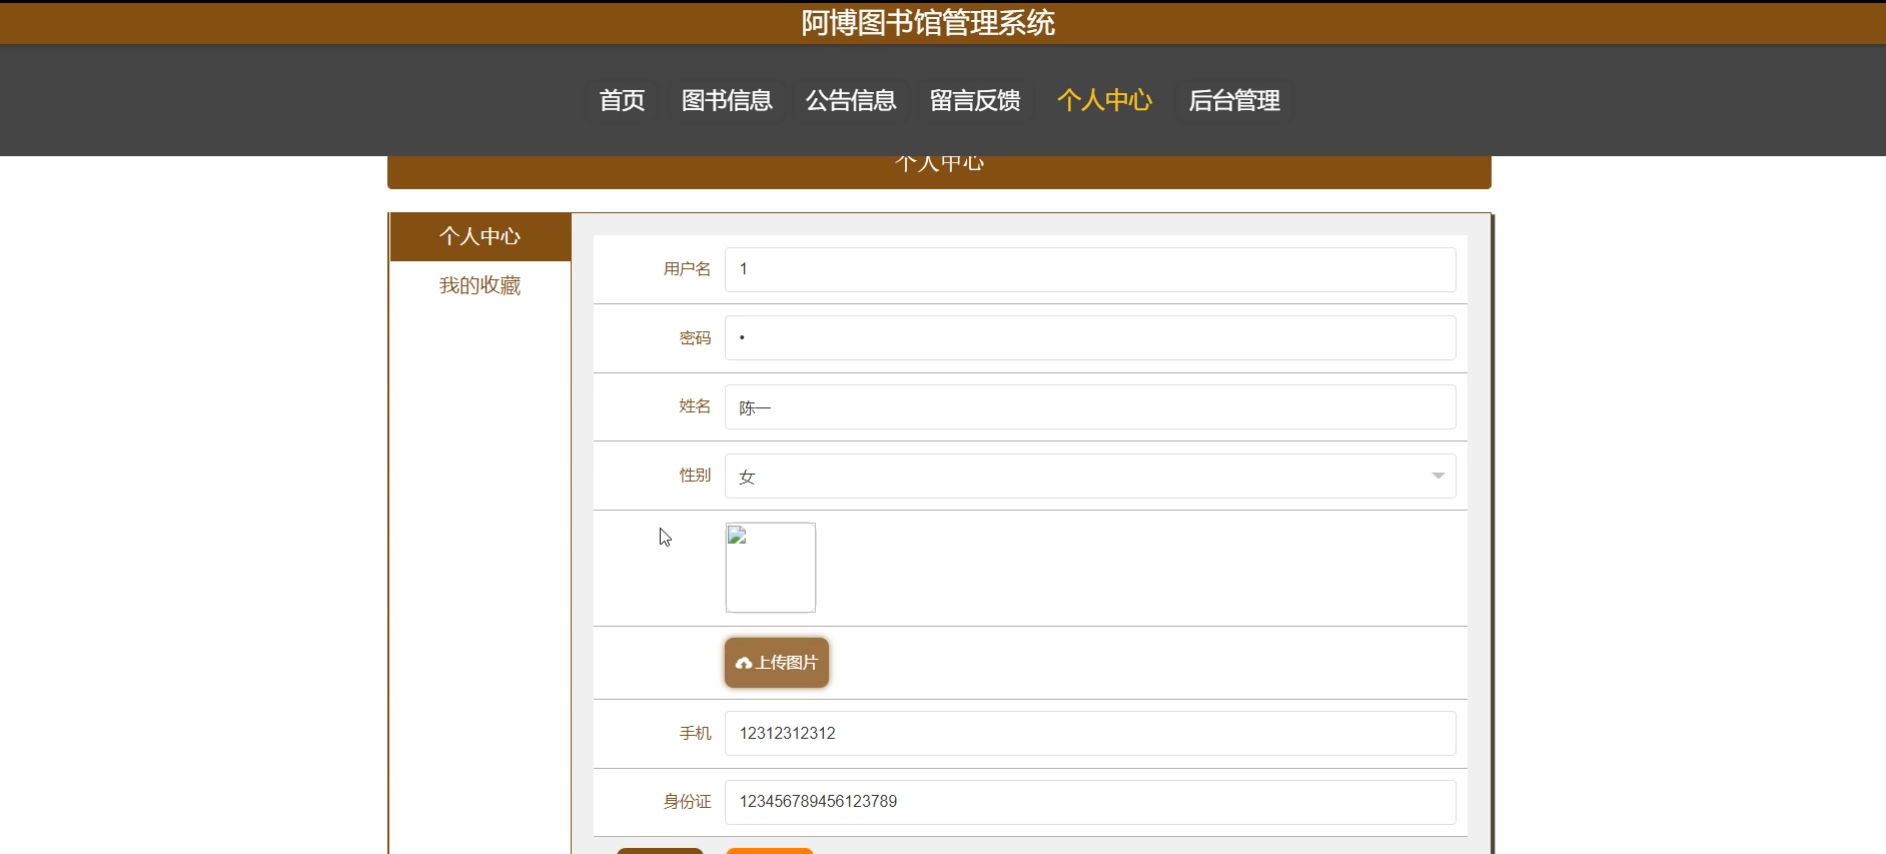 阿博图书馆管理系统
首页 图书信息 公告信息 留言反馈 个人中心 后台管理
个人中心
个人中心
我的收藏
用户名 1
密码 •
姓名 陈一
性别 女
上传图片
手机 12312312312
身份证 123456789456123789